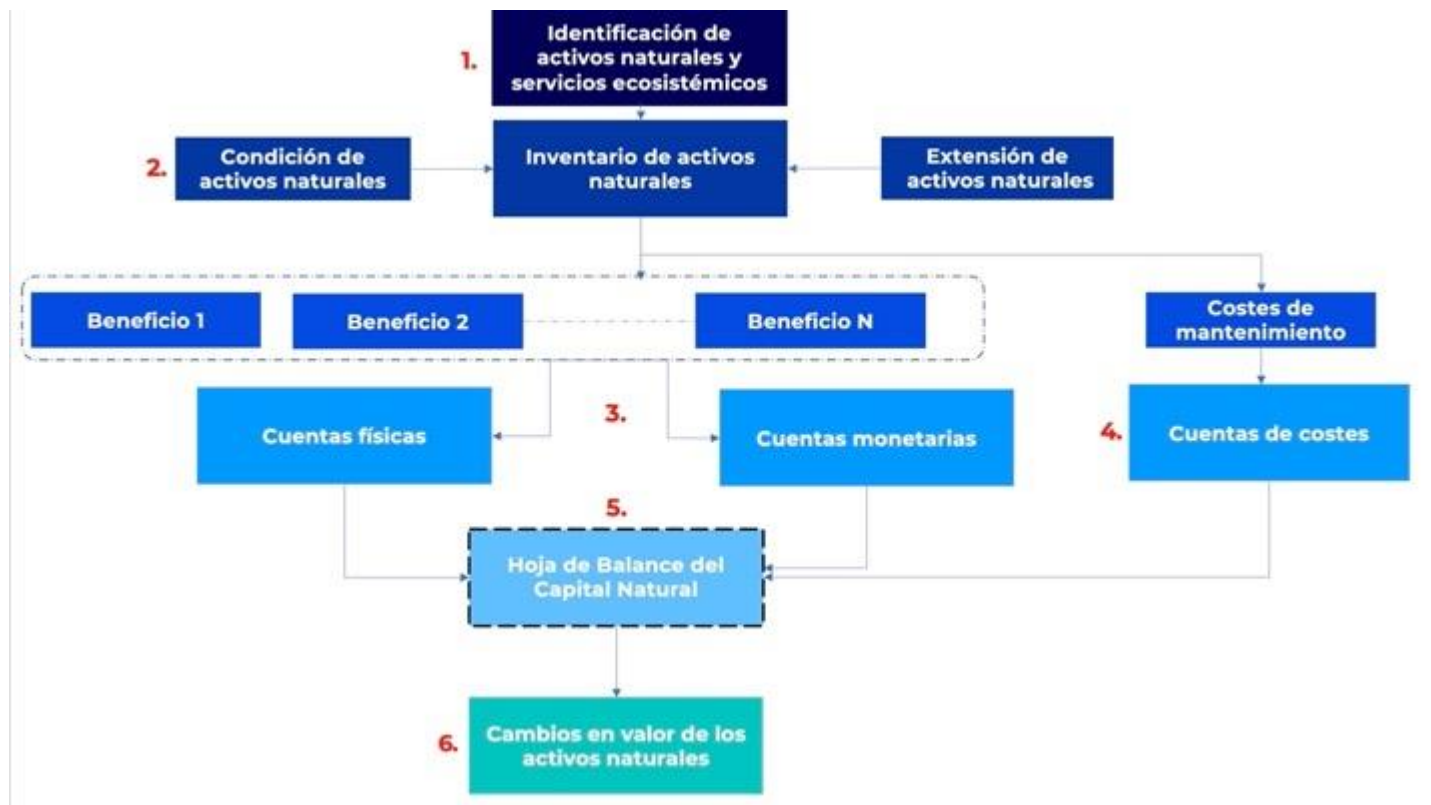 Identificación de
activos naturales y
servicios ecosistémicos
1.
2.
Condición de
activos naturales
Inventario de activos
naturales
Extensión de
activos naturales
Beneficio 1
Beneficio 2
Beneficio N
Costes de
mantenimiento
Cuentas físicas
3.
Cuentas monetarias
4.
Cuentas de costes
5.
Hoja de Balance del
Capital Natural
6.
Cambios en valor de los
activos naturales